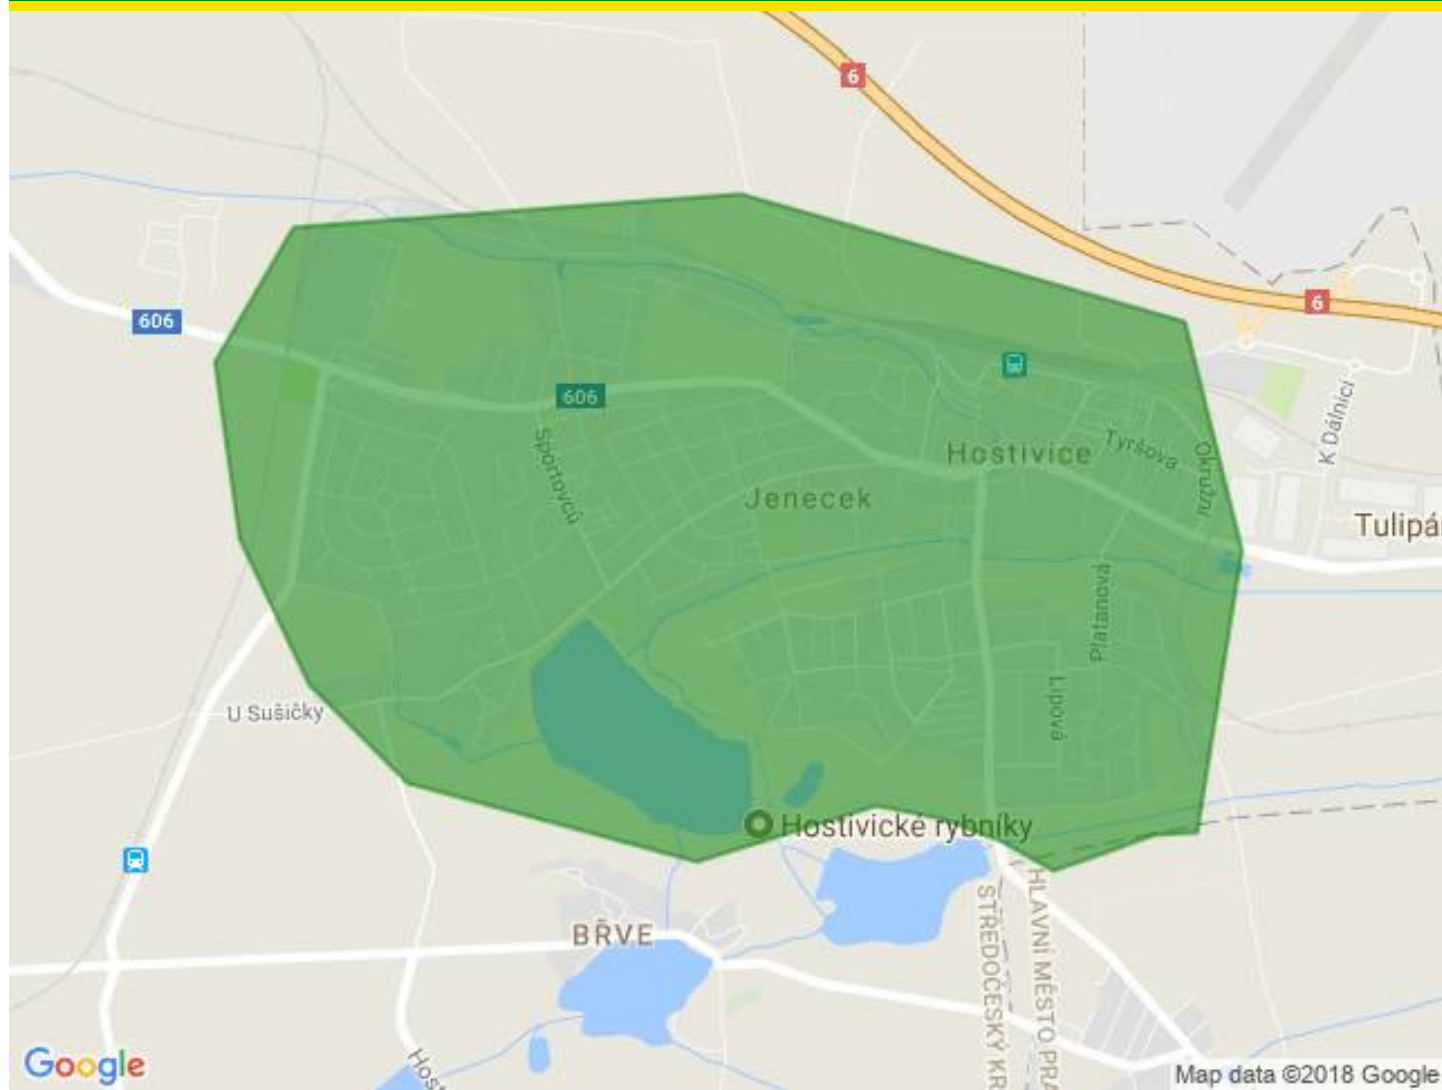 6
6
606
606
K Dálnici
Hostivice
Tyršova
Okružní
Sportovců
Jenecek
Tulipá
Platanová
Lipová
U Sušičky
Hostivické rybníky
BŘVE
STŘEDOČESKÝ KR
HLAVNÍ MĚSTO PRA
Host
Google
Map data ©2018 Google